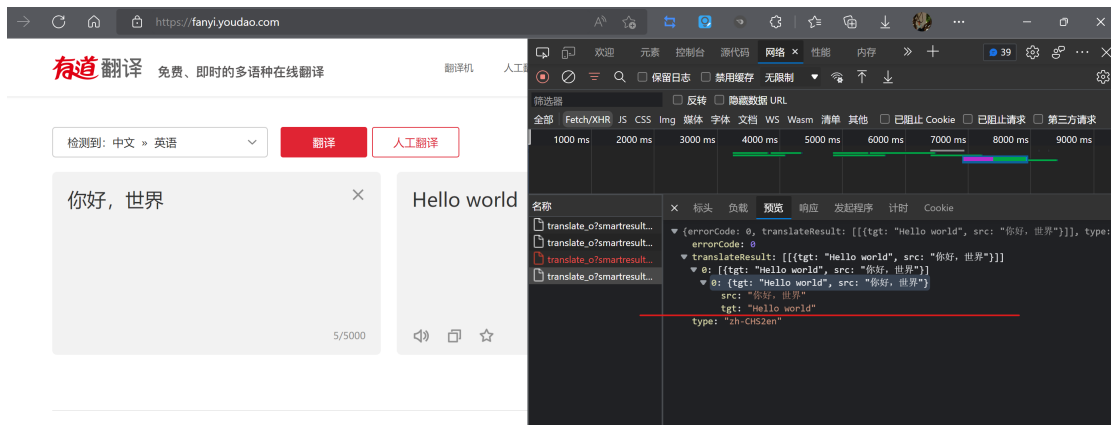 https://fanyi.youdao.com
有道翻译 免费、即时的多语种在线翻译
翻译机
检测到：中文 » 英语
翻译
人工翻译
你好，世界
5/5000
Hello world
欢迎 元素 控制台 源代码 网络 性能 内存 39
保留日志 禁用缓存 无限制
筛选器 反转 隐藏数据 URL
全部 Fetch/XHR JS CSS Img 媒体 字体 文档 WS Wasm 清单 其他 已阻止 Cookie 已阻止请求 第三方请求
1000 ms 2000 ms 3000 ms 4000 ms 5000 ms 6000 ms 7000 ms 8000 ms 9000 ms
名称
translate_o?smartresult...
translate_o?smartresult...
translate_o?smartresult...
translate_o?smartresult...
标头 负载 预览 响应 发起程序 计时 Cookie
{errorCode: 0, translateResult: [[{tgt: "Hello world", src: "你好，世界"}]], type:
errorCode: 0
translateResult: [[{tgt: "Hello world", src: "你好，世界"}]]
0: [{tgt: "Hello world", src: "你好，世界"}]
0: {tgt: "Hello world", src: "你好，世界"}
src: "你好，世界"
tgt: "Hello world"
type: "zh-CHS2en"